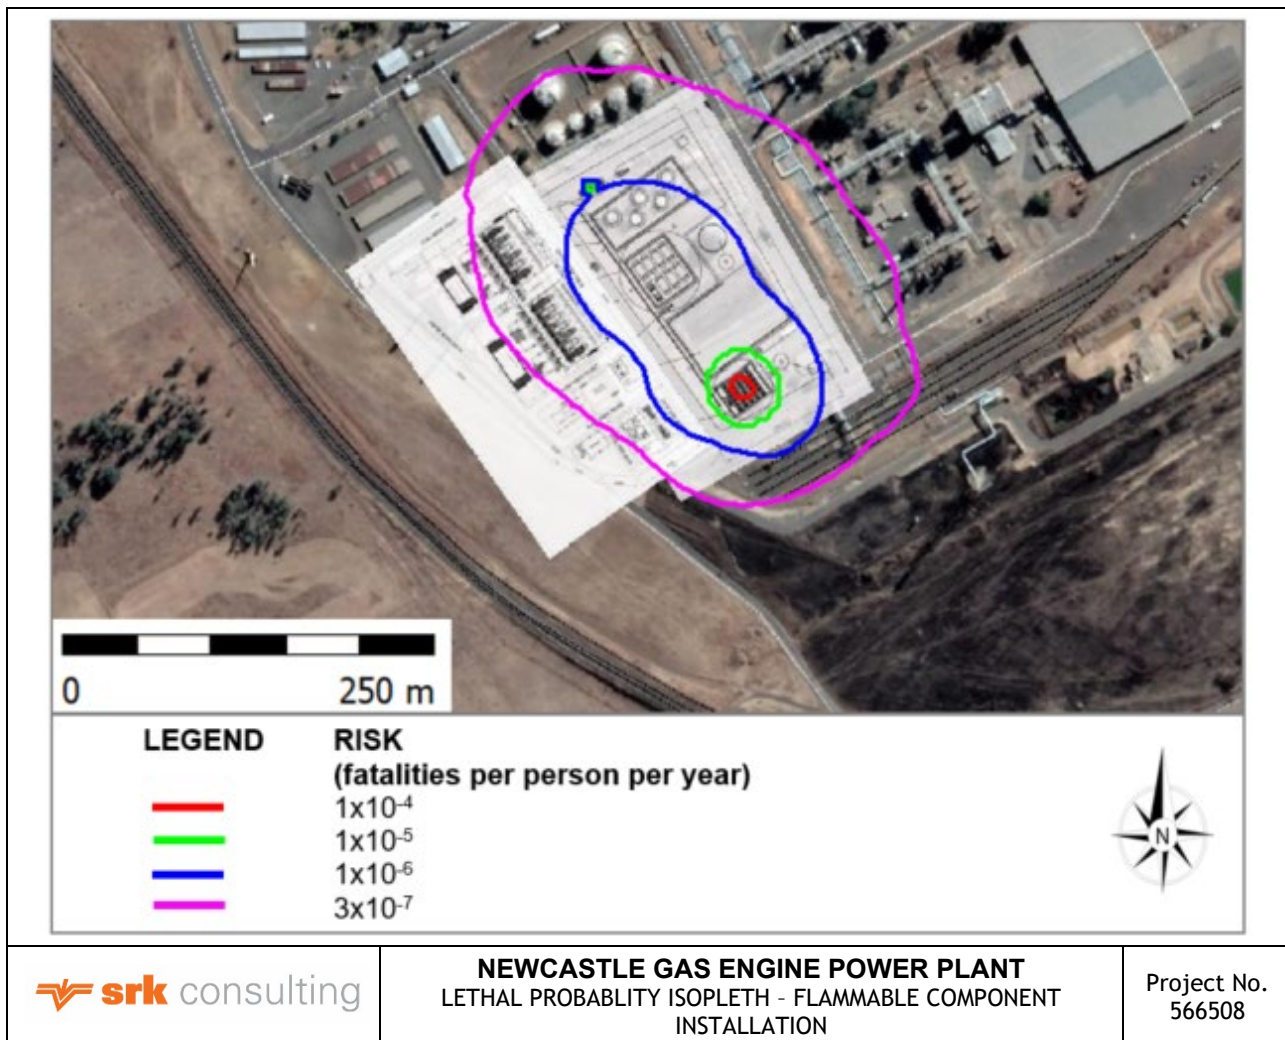 0 250 m
LEGEND RISK
(fatalities per person per year)
1x10-4
1x10-5
1x10-6
3x10-7
N
srk consulting
NEWCASTLE GAS ENGINE POWER PLANT
LETHAL PROBABLITY ISOPLETH – FLAMMABLE COMPONENT
INSTALLATION
Project No.
566508